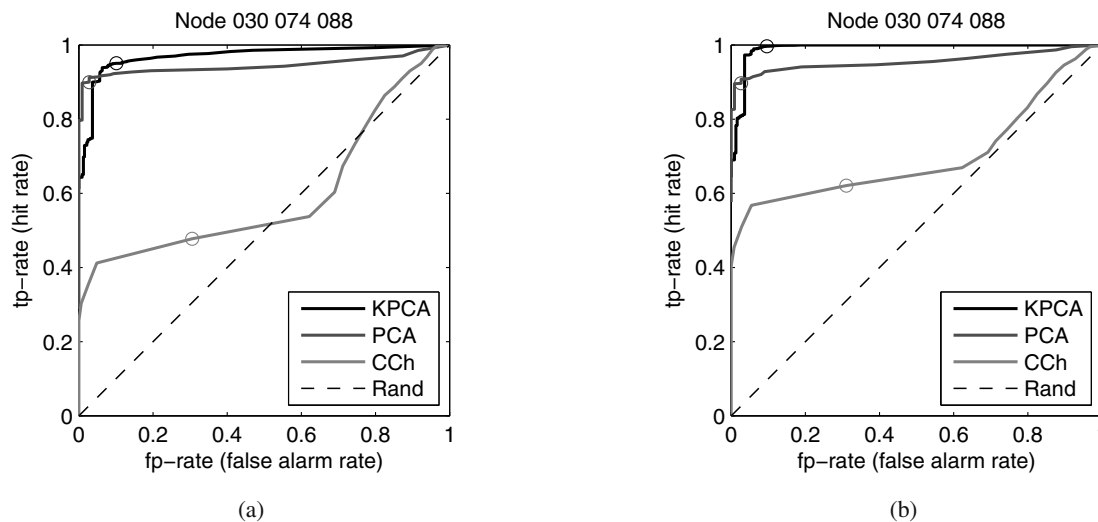 Node 030 074 088
1
0.8
0.6
0.4
0.2
0
tp-rate (hit rate)
0 0.2 0.4 0.6 0.8 1
fp-rate (false alarm rate)
KPCA
PCA
CCh
Rand
(a)
Node 030 074 088
1
0.8
0.6
0.4
0.2
0
tp-rate (hit rate)
0 0.2 0.4 0.6 0.8
fp-rate (false alarm rate)
KPCA
PCA
CCh
Rand
(b)